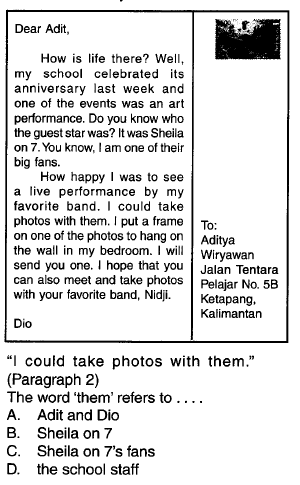 Dear Adit,
How is life there? Well,
my school celebrated its
anniversary last week and
one of the events was an art
performance. Do you know who
the guest star was? It was Sheila
on 7. You know, I am one of their
big fans.
How happy I was to see
a live performance by my
favorite band. I could take
photos with them. I put a frame
on one of the photos to hang on
the wall in my bedroom. I will
send you one. I hope that you
can also meet and take photos
with your favorite band, Nidji.
Dio
To:
Aditya
Wiryawan
Jalan Tentara
Pelajar No. 5B
Ketapang,
Kalimantan
"I could take photos with them."
(Paragraph 2)
The word 'them' refers to . . . .
A. Adit and Dio
B. Sheila on 7
C. Sheila on 7's fans
D. the school staff